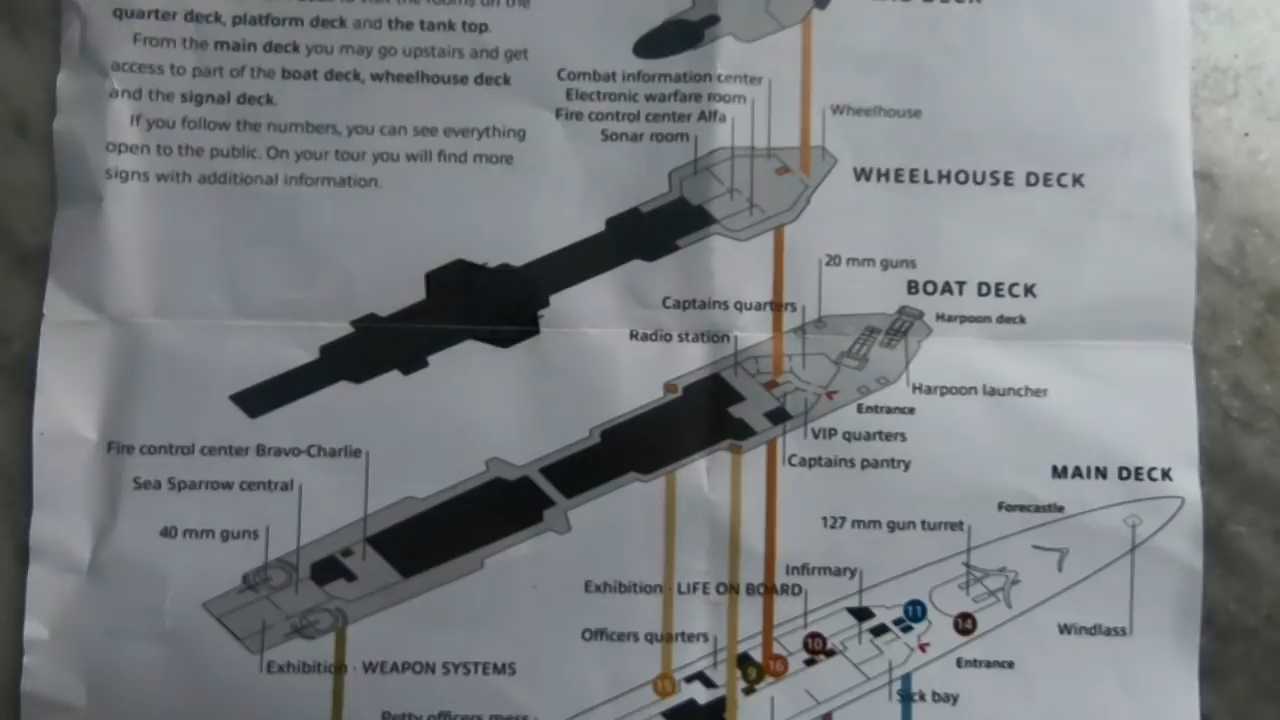 quarter deck, platform deck and the tank top.
From the main deck you may go upstairs and get
access to part of the boat deck, wheelhouse deck
and the signal deck.
If you follow the numbers, you can see everything
open to the public. On your tour you will find more
signs with additional information.
Combat information center
Electronic warfare room
Fire control center Alfa
Sonar room
Wheelhouse
WHEELHOUSE DECK
20 mm guns
BOAT DECK
Captains quarters
Harpoon deck
Radio station
Harpoon launcher
Entrance
VIP quarters
Captains pantry
Fire control center Bravo-Charlie
Sea Sparrow central
40 mm guns
Exhibition · WEAPON SYSTEMS
MAIN DECK
Forecastle
127 mm gun turret
Infirmary
Exhibition · LIFE ON BOARD
Officers quarters
Windlass
Entrance
Sick bay
11
14
10
16
9
15
Petty officers mess